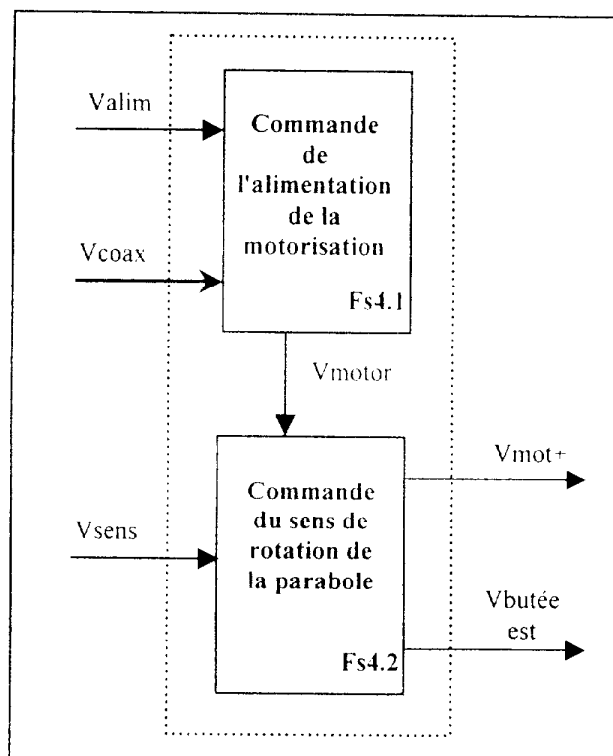 Valim
Commande
de
l'alimentation
de la
motorisation
Vcoax
Fs4.1
Vmotor
Vmot+
Commande
du sens de
rotation de
la parabole
Vsens
Vbutée
est
Fs4.2